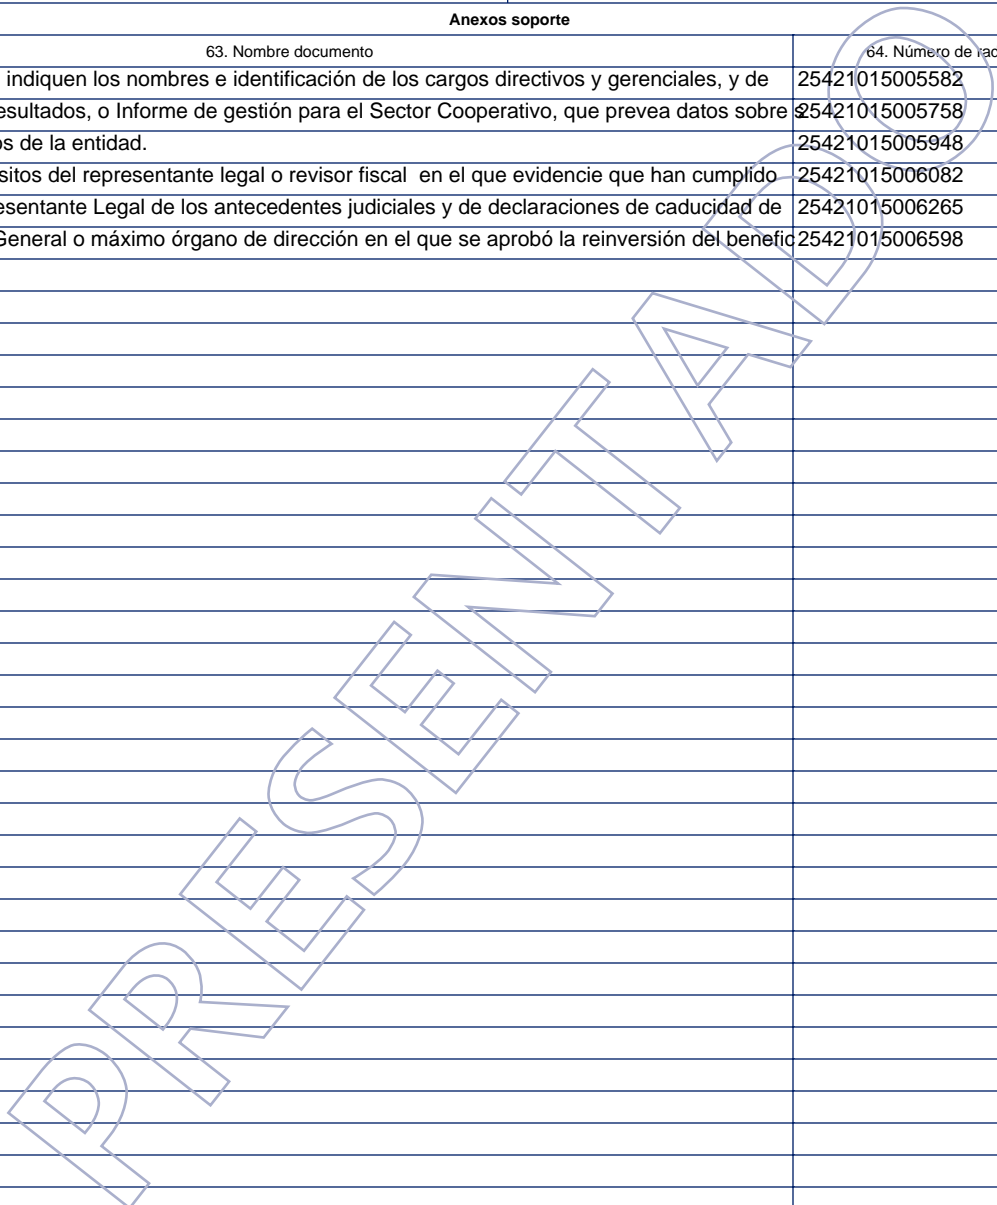 Anexos soporte
63. Nombre documento 64. Número de
indiquen los nombres e identificación de los cargos directivos y gerenciales, y de 25421015005582
esultados, o Informe de gestión para el Sector Cooperativo, que prevea datos sobre 25421015005758
os de la entidad. 25421015005948
sitos del representante legal o revisor fiscal en el que evidencie que han cumplido 25421015006082
esentante Legal de los antecedentes judiciales y de declaraciones de caducidad de 25421015006265
General o máximo órgano de dirección en el que se aprobó la reinversión del benefic 25421015006598
PRESENTADO